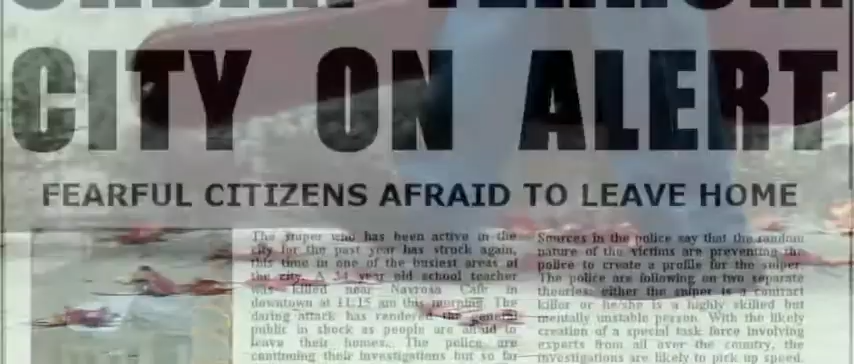 URBAN TERROR
CITY ON ALERT
FEARFUL CITIZENS AFRAID TO LEAVE HOME
The sniper who has been active in the
city for the past year has struck again,
this time in one of the busiest areas of
the city. A 34 year old school teacher
was killed near Navrosa Cafe in
downtown at 11:15 am this morning. The
daring attack has rendered the general
public in shock as people are afraid to
leave their homes. The police are
continuing their investigations but so far
Sources in the police say that the random
nature of the victims are preventing the
police to create a profile for the sniper.
The police are following on two separate
theories: either the sniper is a contract
killer or he/she is a highly skilled but
mentally unstable person. With the likely
creation of a special task force involving
experts from all over the country, the
investigations are likely to pick up speed.